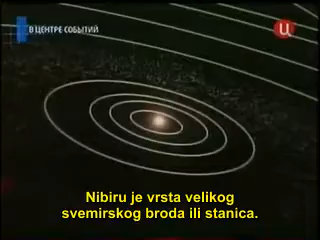 В ЦЕНТРЕ СОБЫТИЙ
Nibiru je vrsta velikog
svemirskog broda ili stanica.